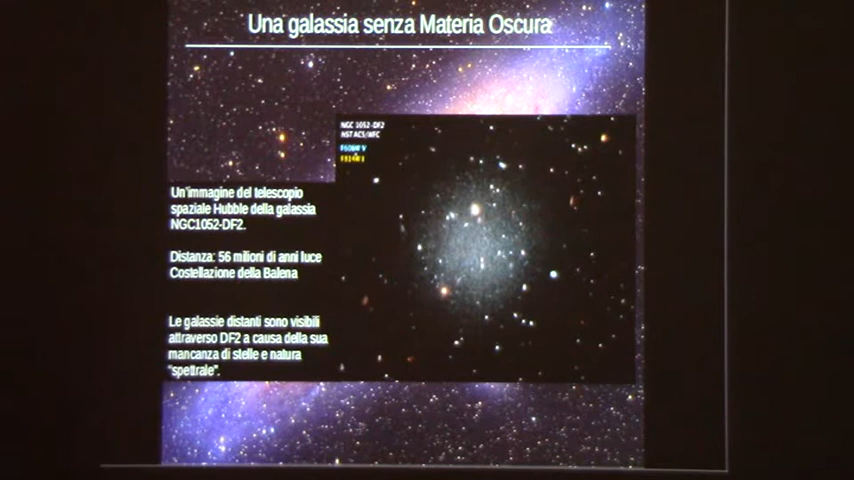 Una galassia senza Materia Oscura
NGC 1052-DF2
HST ACS/WFC
F606W V
F814W I
Un'immagine del telescopio
spaziale Hubble della galassia
NGC1052-DF2.
Distanza: 56 milioni di anni luce
Costellazione della Balena
Le galassie distanti sono visibili
attraverso DF2 a causa della sua
mancanza di stelle e natura
"spettrale".